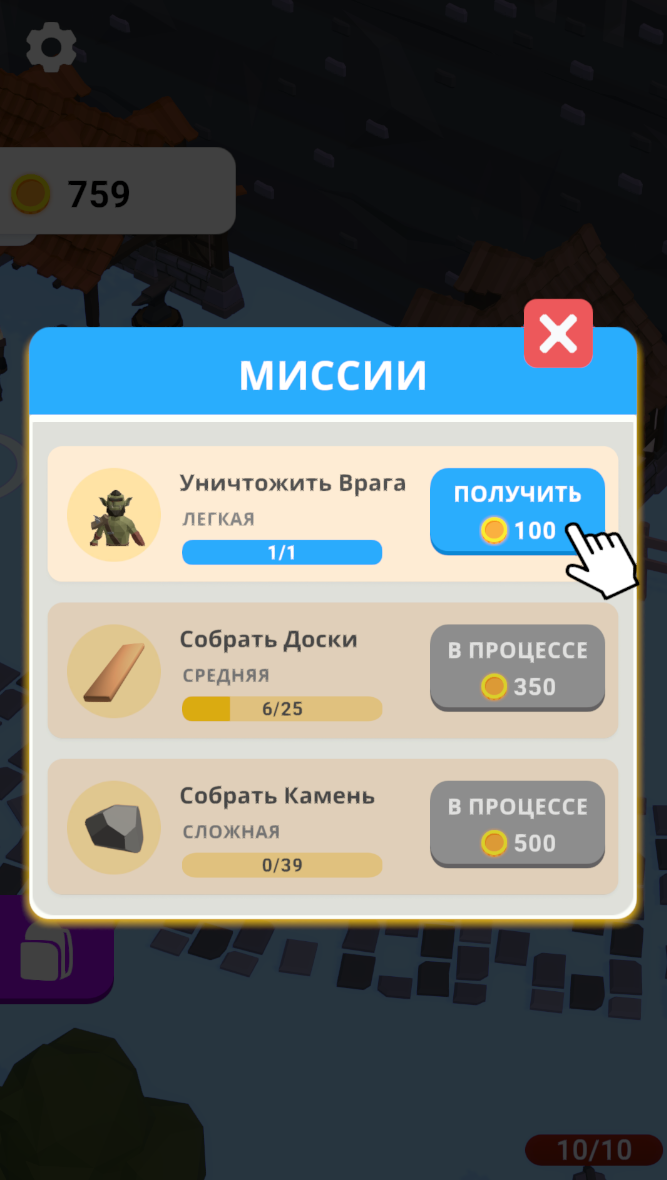 759
МИССИИ
Уничтожить Врага
ЛЕГКАЯ
1/1
ПОЛУЧИТЬ
100
Собрать Доски
СРЕДНЯЯ
6/25
В ПРОЦЕССЕ
350
Собрать Камень
СЛОЖНАЯ
0/39
В ПРОЦЕССЕ
500
10/10